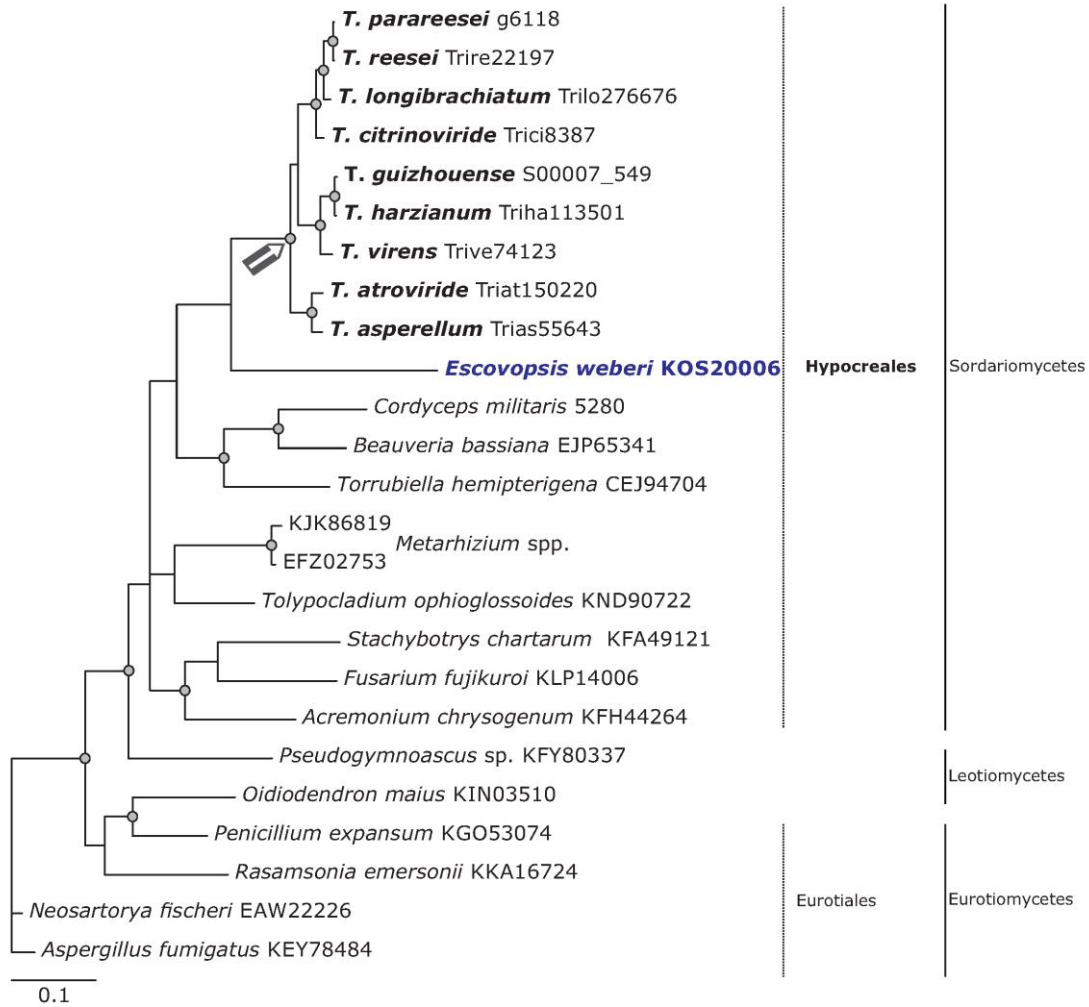 T. parareesei g6118
T. reesei Trire22197
T. longibrachiatum Trilo276676
T. citrinoviride Trici8387
T. guizhouense S00007_549
T. harzianum Triha113501
T. virens Trive74123
T. atroviride Triat150220
T. asperellum Trias55643
Escovopsis weberi KOS20006
Hypocreales
Sordariomycetes
Cordyceps militaris 5280
Beauveria bassiana EJP65341
Torrubiella hemipterigena CEJ94704
KJK86819
Metarhizium spp.
EFZ02753
Tolypocladium ophioglossoides KND90722
Stachybotrys chartarum KFA49121
Fusarium fujikuroi KLP14006
Acremonium chrysogenum KFH44264
Pseudogymnoascus sp. KFY80337
Leotiomycetes
Oidiodendron maius KIN03510
Penicillium expansum KGO53074
Rasamsonia emersonii KKA16724
Eurotiales
Eurotiomycetes
Neosartorya fischeri EAW22226
Aspergillus fumigatus KEY78484
0.1